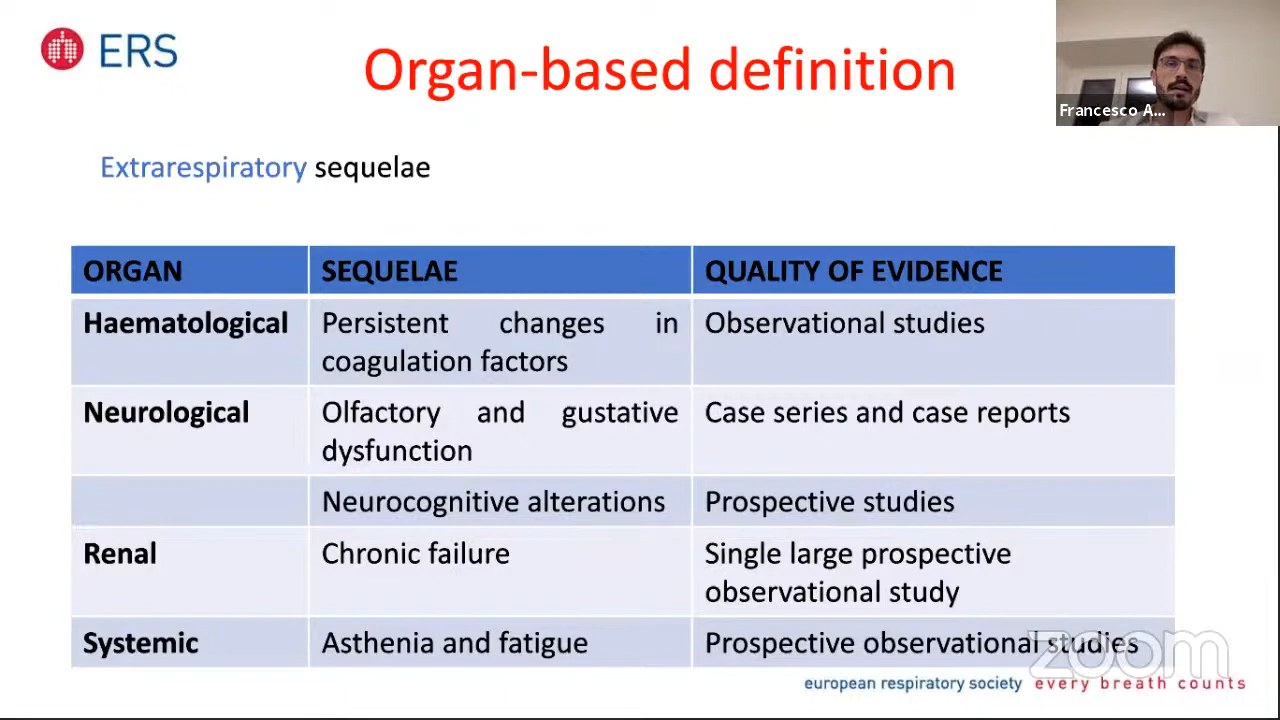 ERS
Organ-based definition
Francesco A...
Extrarespiratory sequelae
ORGAN SEQUELAE QUALITY OF EVIDENCE
Haematological Persistent changes in Observational studies
coagulation factors
Neurological Olfactory and gustative Case series and case reports
dysfunction
Neurocognitive alterations Prospective studies
Renal Chronic failure Single large prospective
observational study
Systemic Asthenia and fatigue Prospective observational studies
zoom
european respiratory society every breath counts